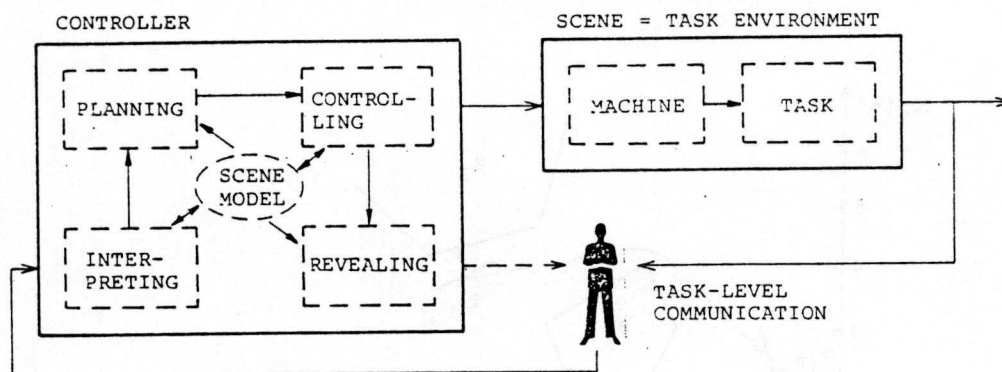 CONTROLLER
SCENE = TASK ENVIRONMENT
PLANNING
CONTROL-
LING
MACHINE
TASK
SCENE
MODEL
INTER-
PRETING
REVEALING
TASK-LEVEL
COMMUNICATION